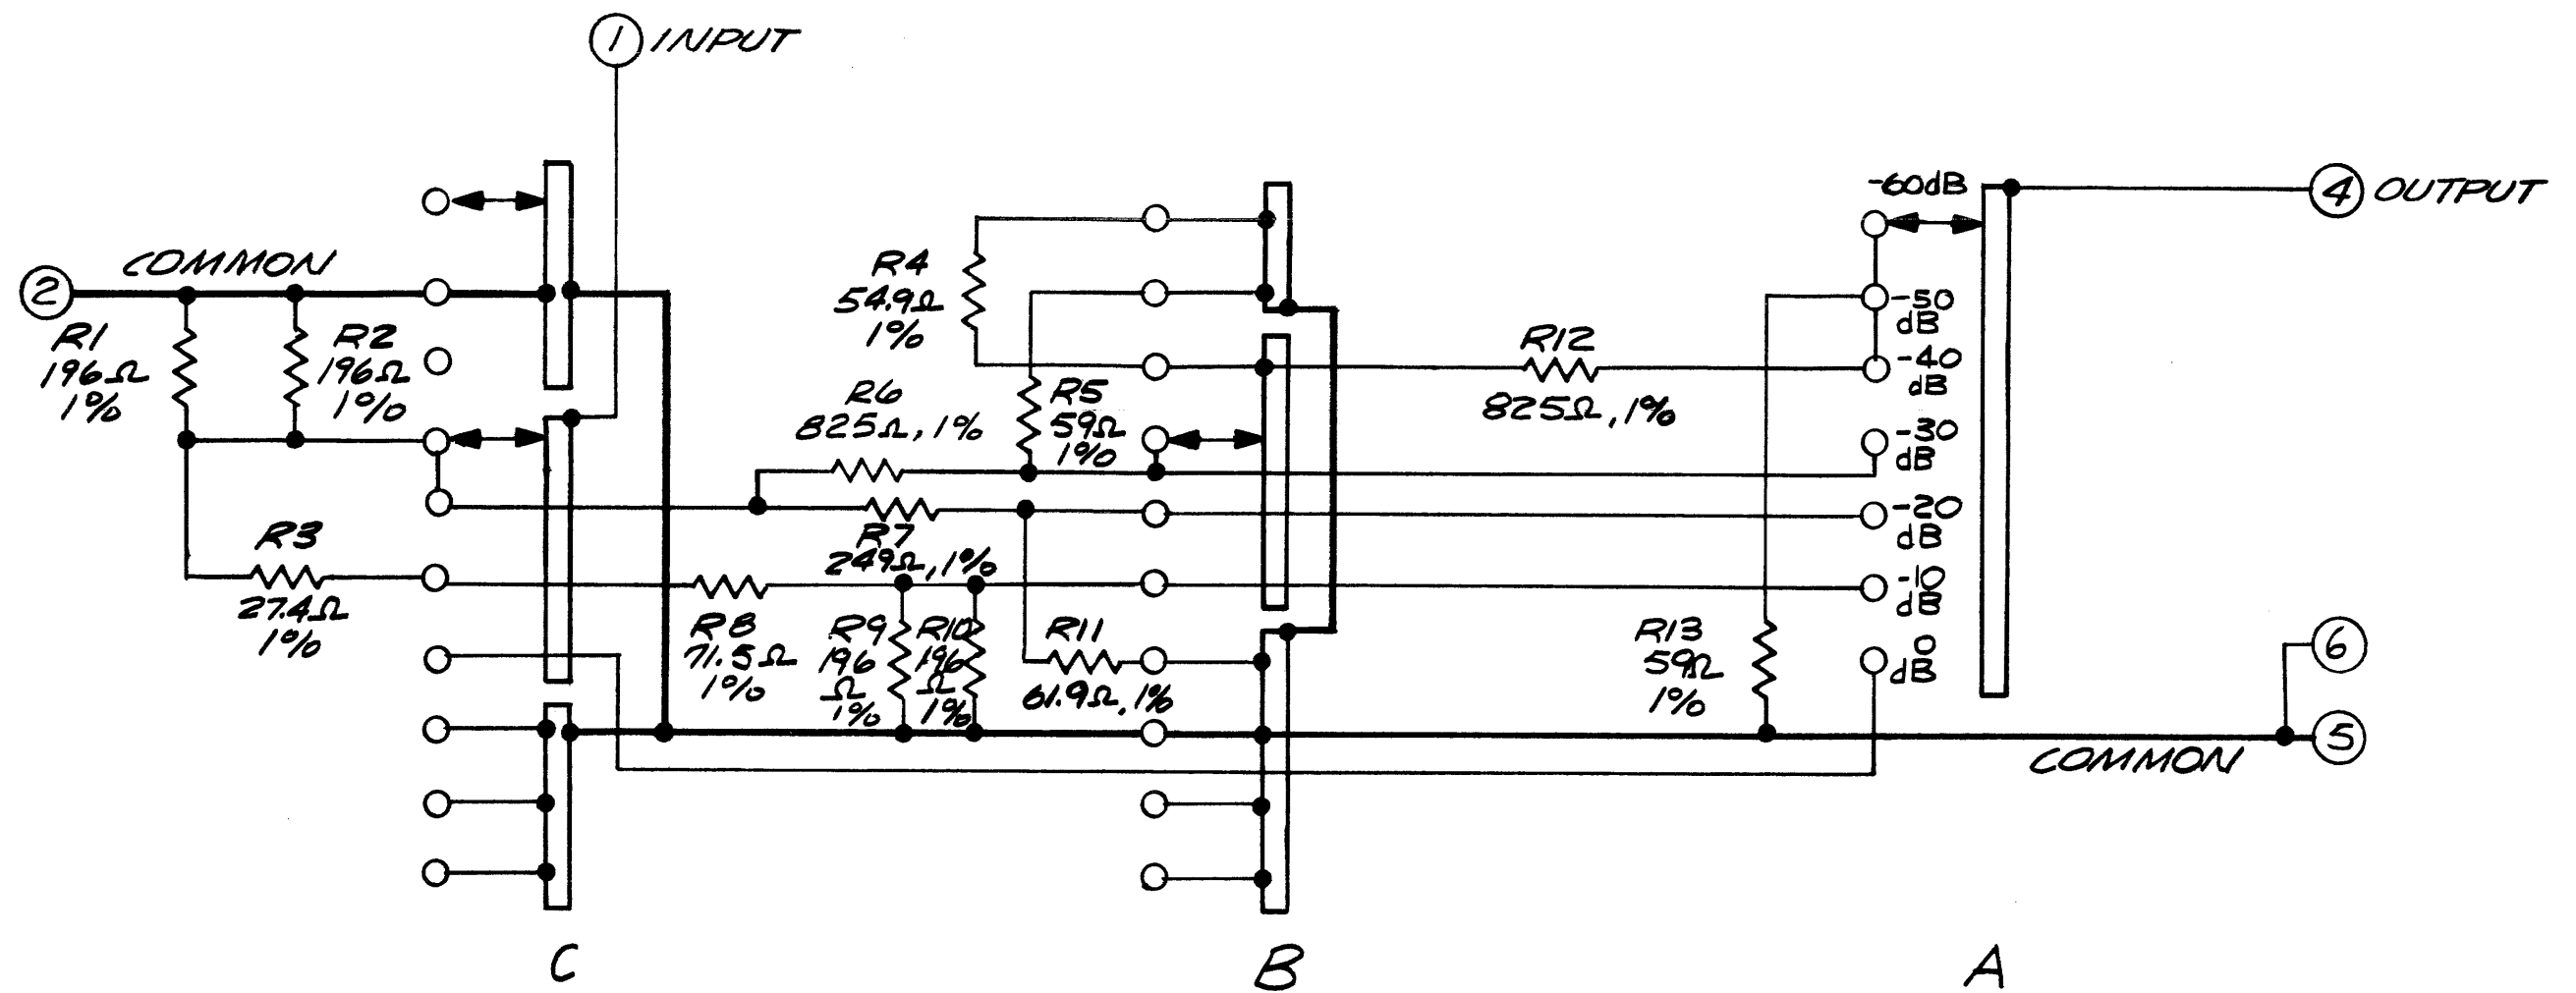 1 INPUT
-60dB
4 OUTPUT
COMMON
2
R1
196Ω
1%
R2
196Ω
1%
R4
54.9Ω
1%
-50
dB
R12
825Ω, 1%
-40
dB
R6
825Ω, 1%
R5
59Ω
1%
-30
dB
-20
dB
R3
27.4Ω
1%
R7
249Ω, 1%
-10
dB
R8
71.5Ω
1%
R9
196
Ω
1%
R10
196
Ω
1%
R11
61.9Ω, 1%
R13
59Ω
1%
0
dB
6
5
COMMON
C
B
A